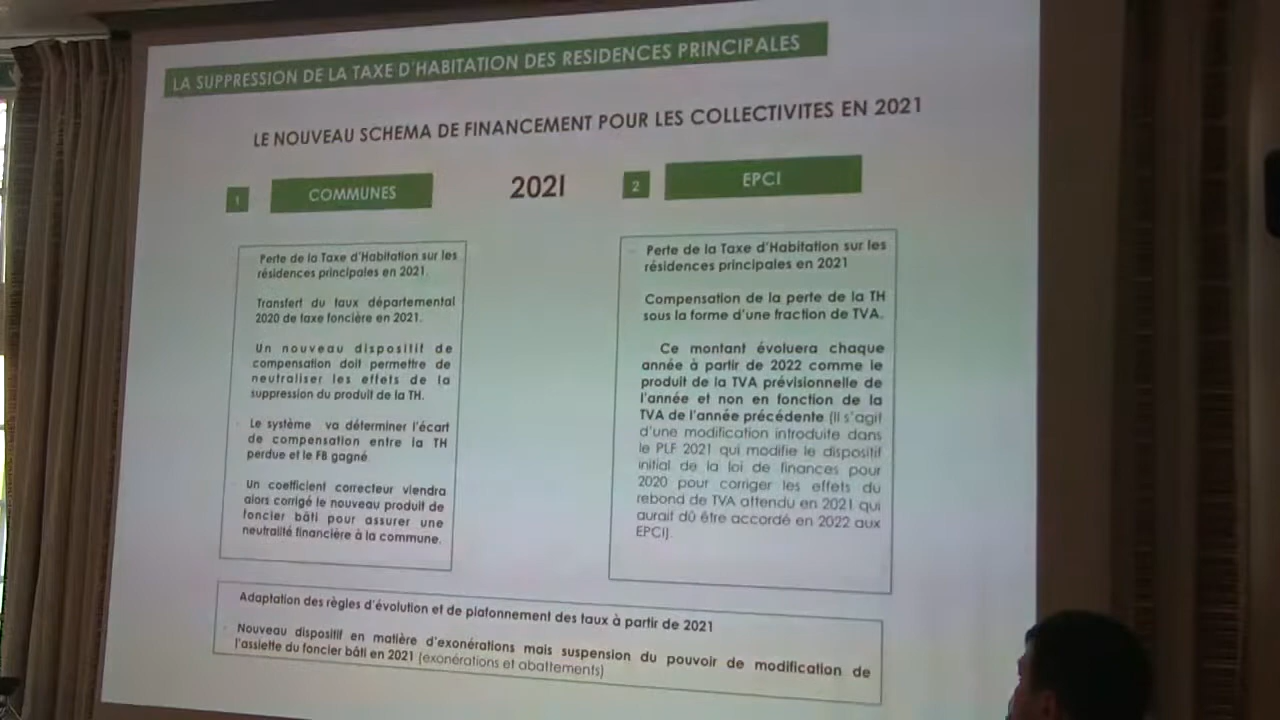 LA SUPPRESSION DE LA TAXE D'HABITATION DES RESIDENCES PRINCIPALES
LE NOUVEAU SCHEMA DE FINANCEMENT POUR LES COLLECTIVITES EN 2021
1
COMMUNES
2021
2
EPCI
Perte de la Taxe d'Habitation sur les
résidences principales en 2021.
Transfert du taux départemental
2020 de taxe foncière en 2021.
Un nouveau dispositif de
compensation doit permettre de
neutraliser les effets de la
suppression du produit de la TH.
Le système va déterminer l'écart
de compensation entre la TH
perdue et le FB gagné
Un coefficient correcteur viendra
alors corrigé le nouveau produit de
foncier bâti pour assurer une
neutralité financière à la commune.
Perte de la Taxe d'Habitation sur les
résidences principales en 2021
Compensation de la perte de la TH
sous la forme d'une fraction de TVA.
Ce montant évoluera chaque
année à partir de 2022 comme le
produit de la TVA prévisionnelle de
l'année et non en fonction de la
TVA de l'année précédente (Il s'agit
d'une modification introduite dans
le PLF 2021 qui modifie le dispositif
initial de la loi de finances pour
2020 pour corriger les effets du
rebond de TVA attendu en 2021 qui
aurait dû être accordé en 2022 aux
EPCI).
Adaptation des règles d'évolution et de plafonnement des taux à partir de 2021
Nouveau dispositif en matière d'exonérations mais suspension du pouvoir de modification de
l'assiette du foncier bâti en 2021 (exonérations et abattements)